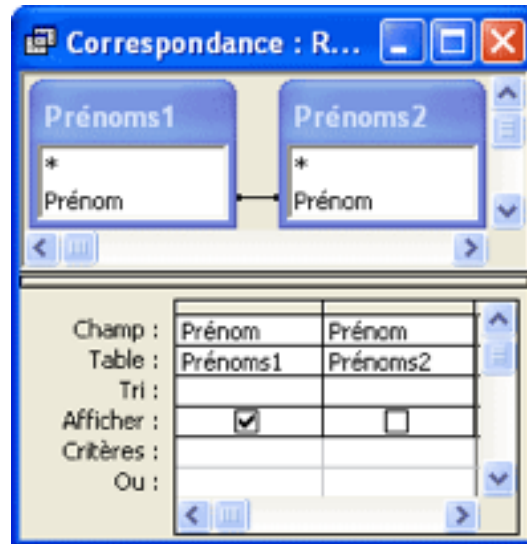 Correspondance : R...
Prénoms1 Prénoms2
* *
Prénom Prénom
Champ : Prénom Prénom
Table : Prénoms1 Prénoms2
Tri :
Afficher :
Critères :
Ou :